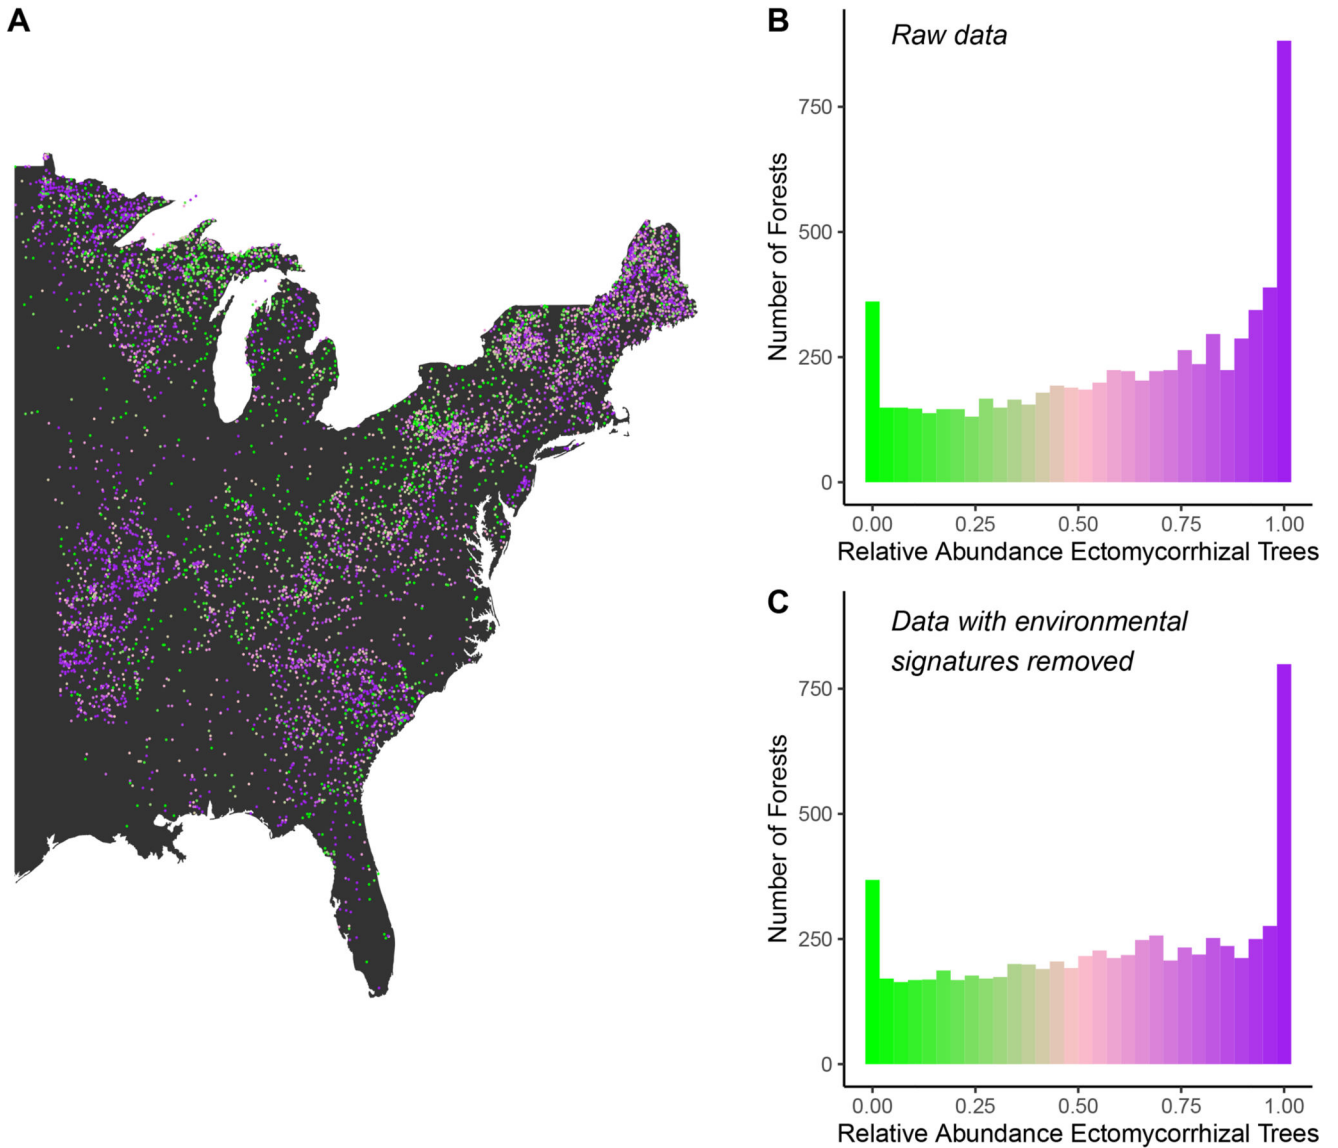 A
B
Raw data
Number of Forests
750
500
250
0
0.00 0.25 0.50 0.75 1.00
Relative Abundance Ectomycorrhizal Trees
C
Data with environmental
signatures removed
Number of Forests
750
500
250
0
0.00 0.25 0.50 0.75 1.00
Relative Abundance Ectomycorrhizal Trees